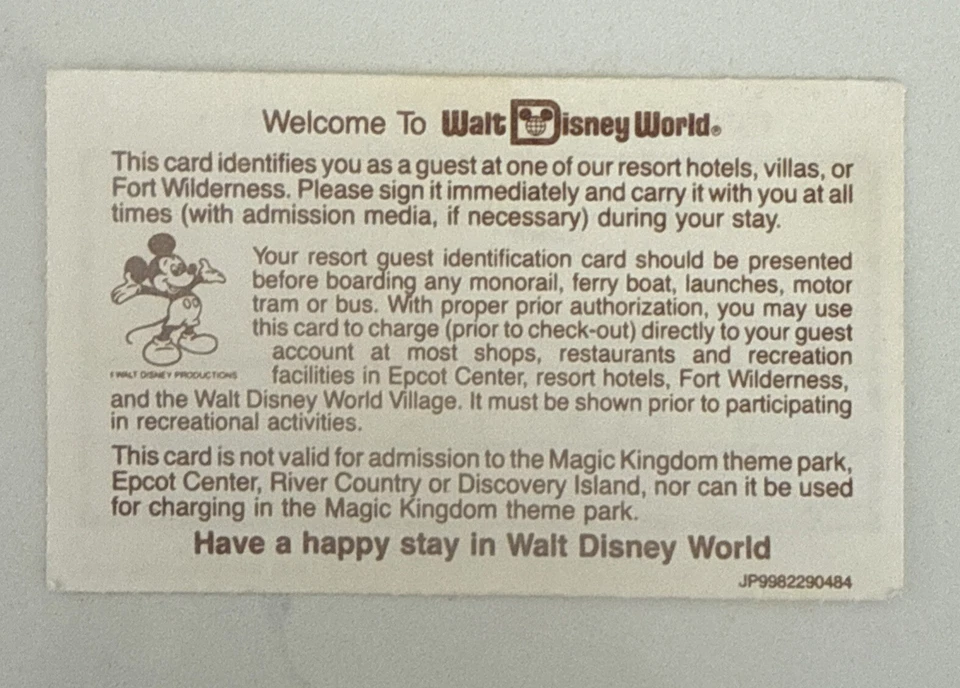 Welcome To Walt Disney World®
This card identifies you as a guest at one of our resort hotels, villas, or
Fort Wilderness. Please sign it immediately and carry it with you at all
times (with admission media, if necessary) during your stay.
Your resort guest identification card should be presented
before boarding any monorail, ferry boat, launches, motor
tram or bus. With proper prior authorization, you may use
this card to charge (prior to check-out) directly to your guest
account at most shops, restaurants and recreation
facilities in Epcot Center, resort hotels, Fort Wilderness,
© WALT DISNEY PRODUCTIONS
and the Walt Disney World Village. It must be shown prior to participating
in recreational activities.
This card is not valid for admission to the Magic Kingdom theme park,
Epcot Center, River Country or Discovery Island, nor can it be used
for charging in the Magic Kingdom theme park.
Have a happy stay in Walt Disney World
JP9982290484